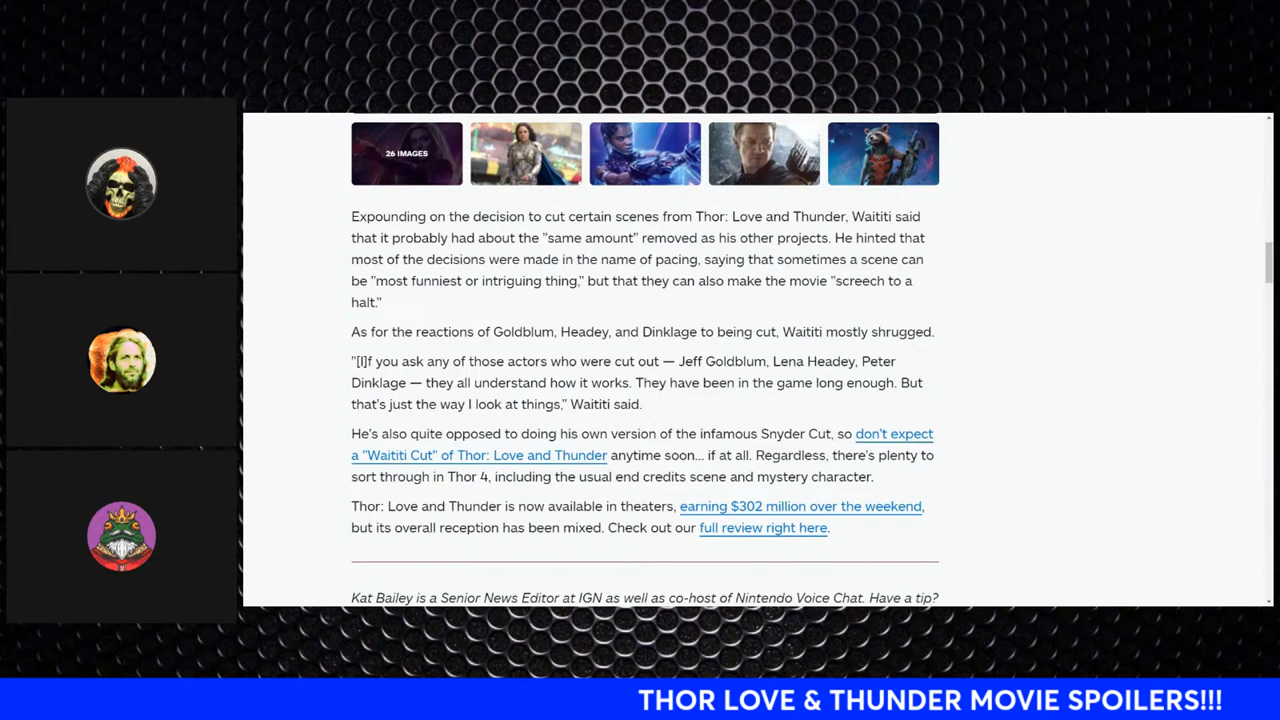 26 IMAGES
Expounding on the decision to cut certain scenes from Thor: Love and Thunder, Waititi said
that it probably had about the "same amount" removed as his other projects. He hinted that
most of the decisions were made in the name of pacing, saying that sometimes a scene can
be "most funniest or intriguing thing," but that they can also make the movie "screech to a
halt."
As for the reactions of Goldblum, Headey, and Dinklage to being cut, Waititi mostly shrugged.
"[I]f you ask any of those actors who were cut out — Jeff Goldblum, Lena Headey, Peter
Dinklage — they all understand how it works. They have been in the game long enough. But
that's just the way I look at things," Waititi said.
He's also quite opposed to doing his own version of the infamous Snyder Cut, so don't expect
a "Waititi Cut" of Thor: Love and Thunder anytime soon... if at all. Regardless, there's plenty to
sort through in Thor 4, including the usual end credits scene and mystery character.
Thor: Love and Thunder is now available in theaters, earning $302 million over the weekend,
but its overall reception has been mixed. Check out our full review right here.
Kat Bailey is a Senior News Editor at IGN as well as co-host of Nintendo Voice Chat. Have a tip?
THOR LOVE & THUNDER MOVIE SPOILERS!!!